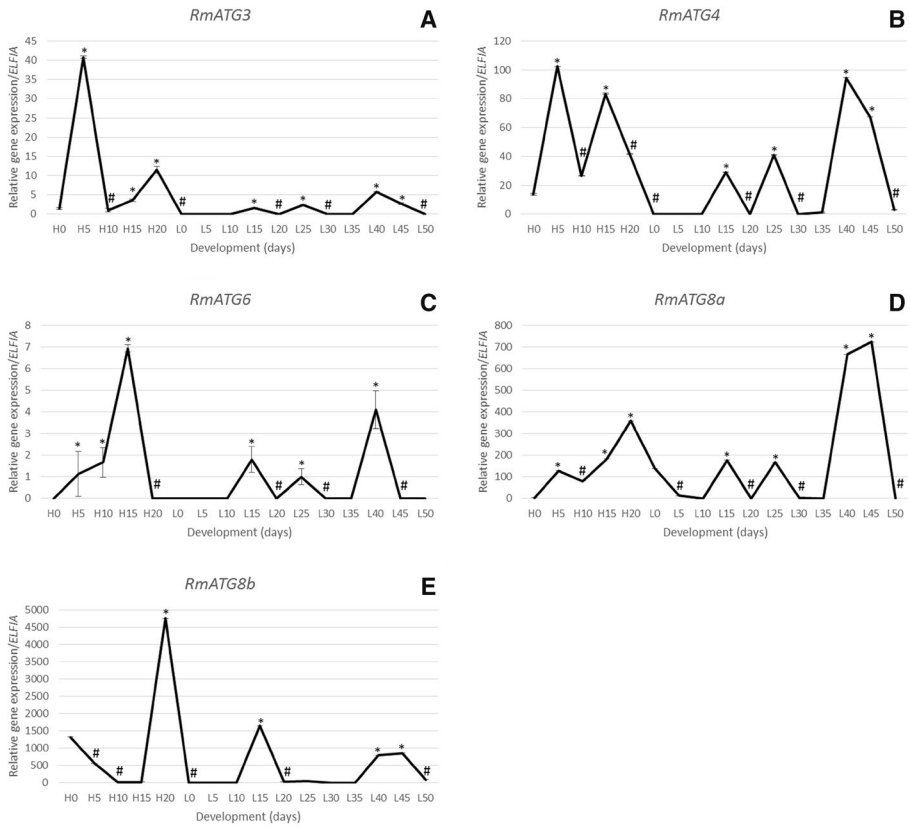 RmATG3 A
Relative gene expression/ELFIA
45
40
35
30
25
20
15
10
5
0
* # * * # * # * # * * #
H0 H5 H10 H15 H20 L0 L5 L10 L15 L20 L25 L30 L35 L40 L45 L50
Development (days)
RmATG4 B
Relative gene expression/ELFIA
120
100
80
60
40
20
0
* # * # # * # * # * * #
H0 H5 H10 H15 H20 L0 L5 L10 L15 L20 L25 L30 L35 L40 L45 L50
Development (days)
RmATG6 C
Relative gene expression/ELFIA
8
7
6
5
4
3
2
1
0
* * * # * # * # * #
H0 H5 H10 H15 H20 L0 L5 L10 L15 L20 L25 L30 L35 L40 L45 L50
Development (days)
RmATG8a D
Relative gene expression/ELFIA
800
700
600
500
400
300
200
100
0
* # * * # * # * # * * #
H0 H5 H10 H15 H20 L0 L5 L10 L15 L20 L25 L30 L35 L40 L45 L50
Development (days)
RmATG8b E
Relative gene expression/ELFIA
5000
4500
4000
3500
3000
2500
2000
1500
1000
500
0
# # * # * # * * #
H0 H5 H10 H15 H20 L0 L5 L10 L15 L20 L25 L30 L35 L40 L45 L50
Development (days)